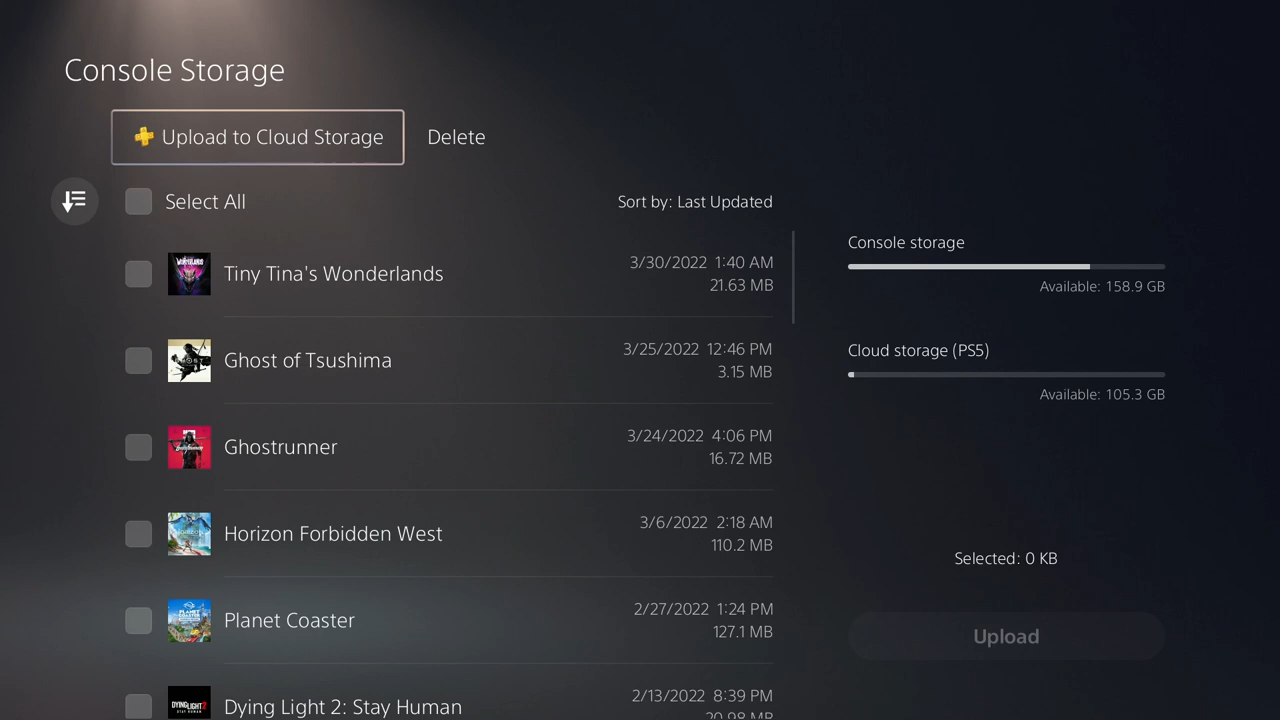 Console Storage
Upload to Cloud Storage
Delete
Select All
Sort by: Last Updated
Tiny Tina's Wonderlands
3/30/2022 1:40 AM
21.63 MB
Ghost of Tsushima
3/25/2022 12:46 PM
3.15 MB
Ghostrunner
3/24/2022 4:06 PM
16.72 MB
Horizon Forbidden West
3/6/2022 2:18 AM
110.2 MB
Planet Coaster
2/27/2022 1:24 PM
127.1 MB
Dying Light 2: Stay Human
2/13/2022 8:39 PM
20.98 MB
Console storage
Available: 158.9 GB
Cloud storage (PS5)
Available: 105.3 GB
Selected: 0 KB
Upload